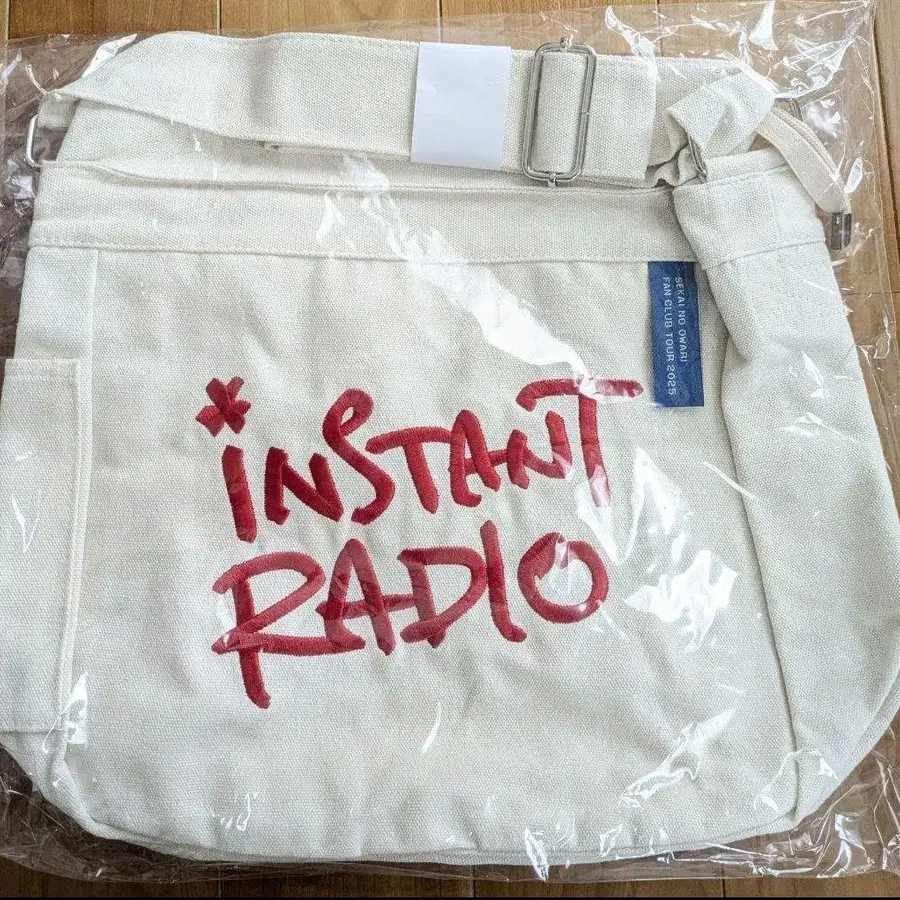 INSTANT
RADIO
SEKAI NO OWARI
FAN CLUB TOUR 2025